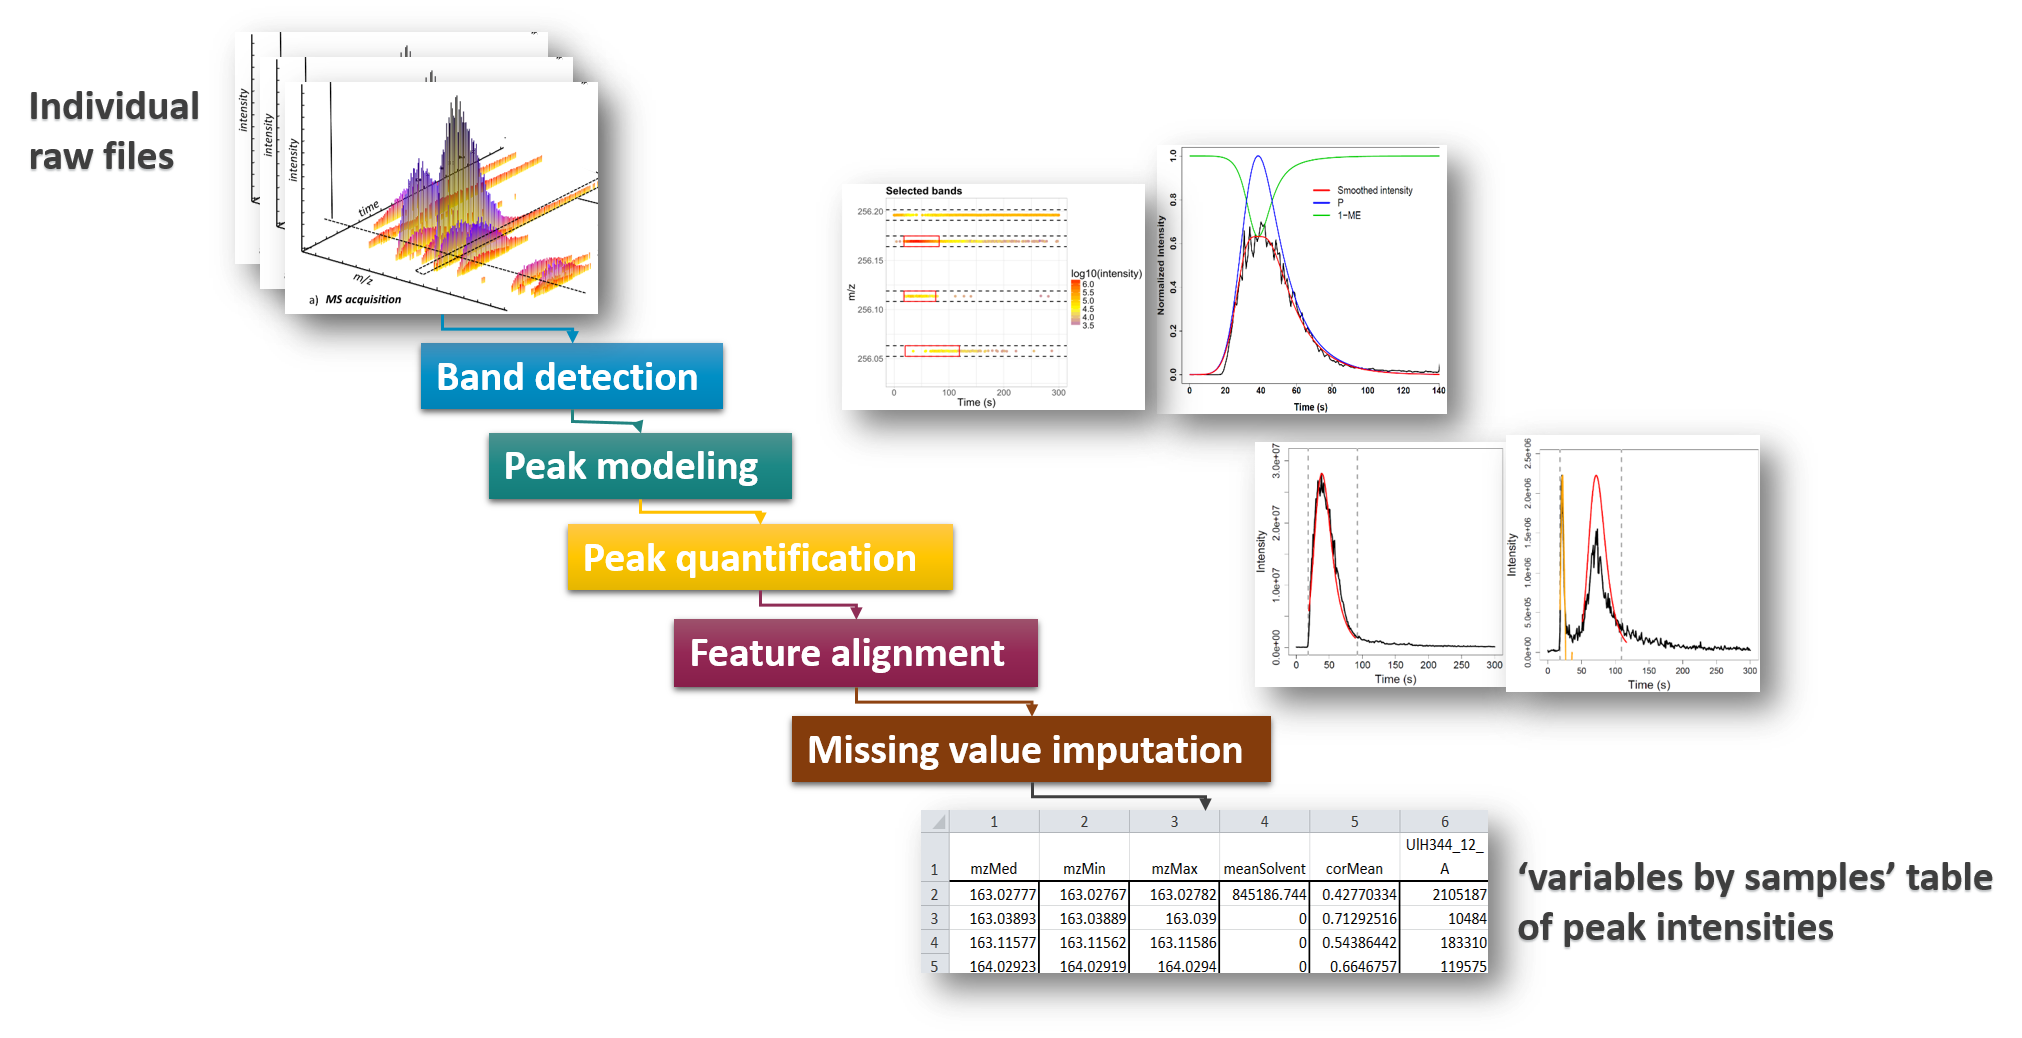 Individual
raw files
intensity
intensity
intensity
time
m/z
a) MS acquisition
Band detection
Peak modeling
Peak quantification
Feature alignment
Missing value imputation
Selected bands
256.20
256.15
256.10
256.05
m/z
0 100 200 300
Time (s)
log10(intensity)
6.0
5.5
5.0
4.5
4.0
3.5
Normalized Intensity
1.0
0.8
0.6
0.4
0.2
0.0
Smoothed intensity
P
1−ME
0 20 40 60 80 100 120 140
Time (s)
Intensity
3.0e+07
2.0e+07
1.0e+07
0.0e+00
0 50 100 150 200 250 300
Time (s)
Intensity
2.5e+06
2.0e+06
1.5e+06
1.0e+06
5.0e+05
0.0e+00
0 50 100 150 200 250 300
Time (s)
1 2 3 4 5 6
UlH344_12_
1 mzMed mzMin mzMax meanSolvent corMean A
2 163.02777 163.02767 163.02782 845186.744 0.42770334 2105187
3 163.03893 163.03889 163.039 0 0.71292516 10484
4 163.11577 163.11562 163.11586 0 0.54386442 183310
5 164.02923 164.02919 164.0294 0 0.6646757 119575
‘variables by samples’ table
of peak intensities